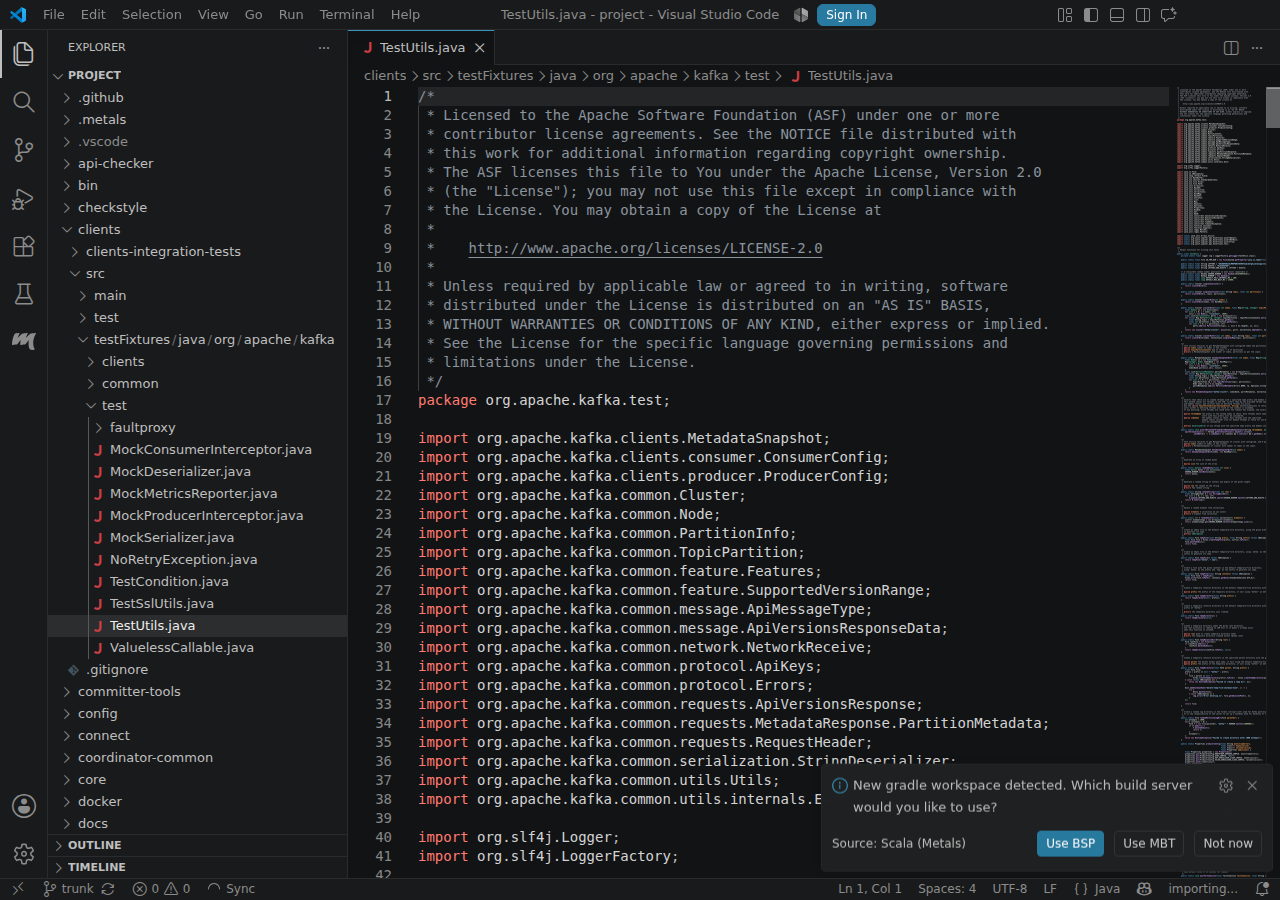 File Edit Selection View Go Run Terminal Help
TestUtils.java - project - Visual Studio Code
Sign In
EXPLORER
PROJECT
.github
.metals
.vscode
api-checker
bin
checkstyle
clients
clients-integration-tests
src
main
test
testFixtures/java/org/apache/kafka
clients
common
test
faultproxy
MockConsumerInterceptor.java
MockDeserializer.java
MockMetricsReporter.java
MockProducerInterceptor.java
MockSerializer.java
NoRetryException.java
TestCondition.java
TestSslUtils.java
TestUtils.java
ValuelessCallable.java
.gitignore
committer-tools
config
connect
coordinator-common
core
docker
docs
OUTLINE
TIMELINE
TestUtils.java
clients > src > testFixtures > java > org > apache > kafka > test > TestUtils.java
1 /*
2 * Licensed to the Apache Software Foundation (ASF) under one or more
3 * contributor license agreements. See the NOTICE file distributed with
4 * this work for additional information regarding copyright ownership.
5 * The ASF licenses this file to You under the Apache License, Version 2.0
6 * (the "License"); you may not use this file except in compliance with
7 * the License. You may obtain a copy of the License at
8 *
9 * http://www.apache.org/licenses/LICENSE-2.0
10 *
11 * Unless required by applicable law or agreed to in writing, software
12 * distributed under the License is distributed on an "AS IS" BASIS,
13 * WITHOUT WARRANTIES OR CONDITIONS OF ANY KIND, either express or implied.
14 * See the License for the specific language governing permissions and
15 * limitations under the License.
16 */
17 package org.apache.kafka.test;
18
19 import org.apache.kafka.clients.MetadataSnapshot;
20 import org.apache.kafka.clients.consumer.ConsumerConfig;
21 import org.apache.kafka.clients.producer.ProducerConfig;
22 import org.apache.kafka.common.Cluster;
23 import org.apache.kafka.common.Node;
24 import org.apache.kafka.common.PartitionInfo;
25 import org.apache.kafka.common.TopicPartition;
26 import org.apache.kafka.common.feature.Features;
27 import org.apache.kafka.common.feature.SupportedVersionRange;
28 import org.apache.kafka.common.message.ApiMessageType;
29 import org.apache.kafka.common.message.ApiVersionsResponseData;
30 import org.apache.kafka.common.network.NetworkReceive;
31 import org.apache.kafka.common.protocol.ApiKeys;
32 import org.apache.kafka.common.protocol.Errors;
33 import org.apache.kafka.common.requests.ApiVersionsResponse;
34 import org.apache.kafka.common.requests.MetadataResponse.PartitionMetadata;
35 import org.apache.kafka.common.requests.RequestHeader;
36 import org.apache.kafka.common.serialization.StringDeserializer;
37 import org.apache.kafka.common.utils.Utils;
38 import org.apache.kafka.common.utils.internals.E
39
40 import org.slf4j.Logger;
41 import org.slf4j.LoggerFactory;
42
New gradle workspace detected. Which build server
would you like to use?
Source: Scala (Metals)
Use BSP
Use MBT
Not now
trunk 0 0 Sync
Ln 1, Col 1 Spaces: 4 UTF-8 LF { } Java importing...